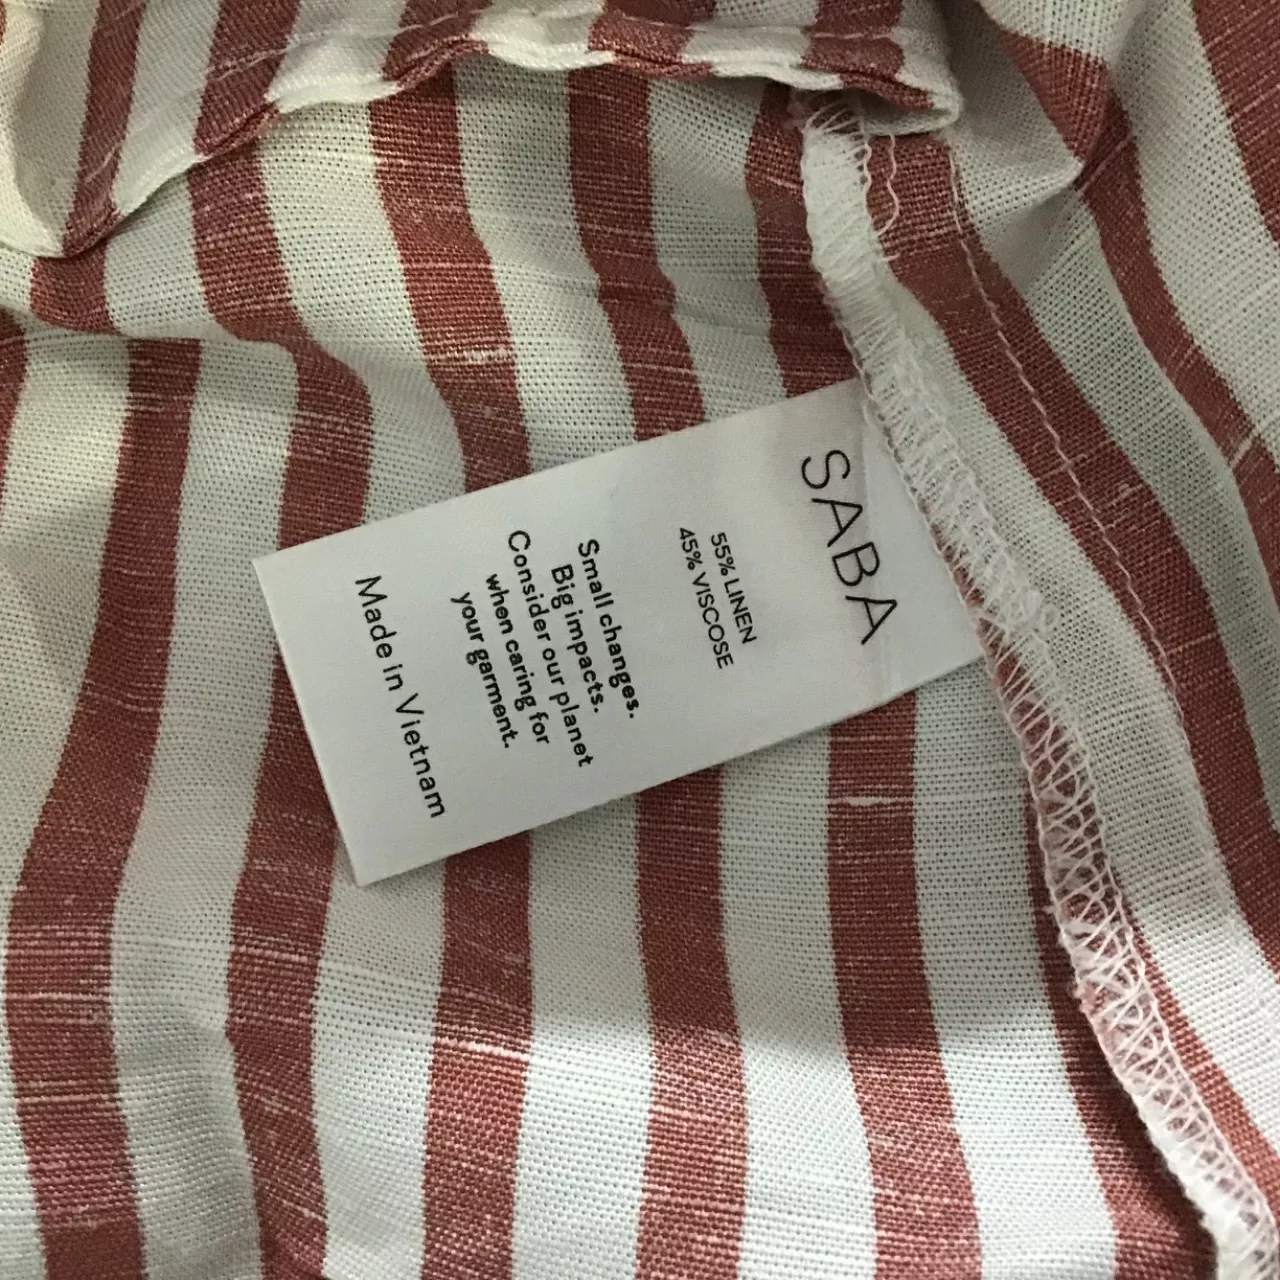 SABA
55% LINEN
45% VISCOSE
Small changes.
Big impacts.
Consider our planet
when caring for
your garment.
Made in Vietnam